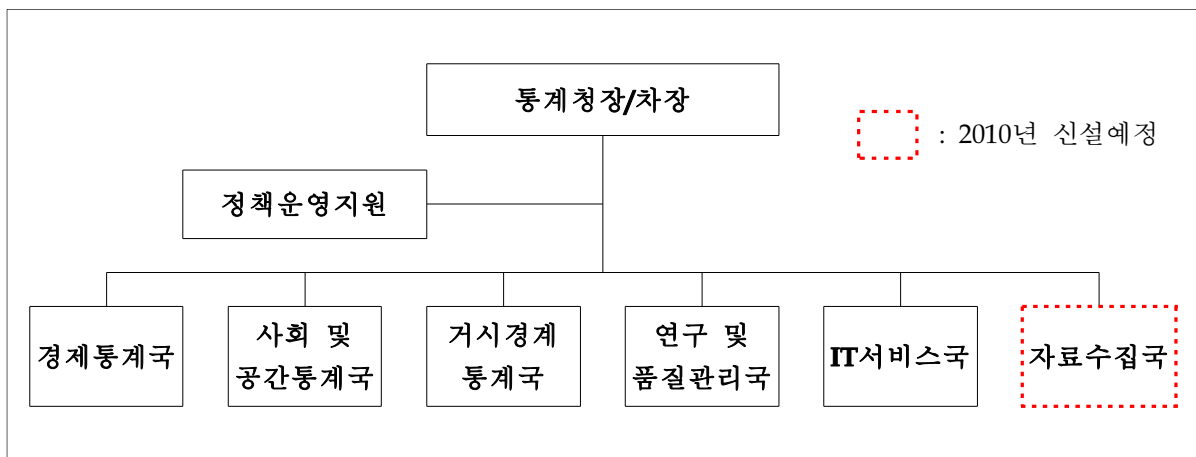 통계청장/차장
: 2010년 신설예정
정책운영지원
경제통계국
사회 및
공간통계국
거시경계
통계국
연구 및
품질관리국
IT서비스국
자료수집국